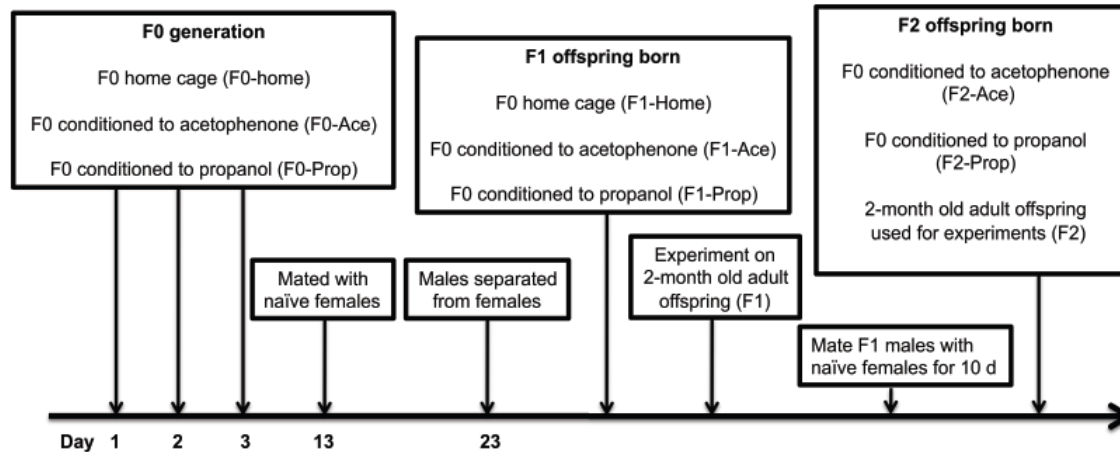 F0 generation
F0 home cage (F0-home)
F0 conditioned to acetophenone (F0-Ace)
F0 conditioned to propanol (F0-Prop)
Mated with
naïve females
Males separated
from females
F1 offspring born
F0 home cage (F1-Home)
F0 conditioned to acetophenone (F1-Ace)
F0 conditioned to propanol (F1-Prop)
Experiment on
2-month old adult
offspring (F1)
Mate F1 males with
naïve females for 10 d
F2 offspring born
F0 conditioned to acetophenone
(F2-Ace)
F0 conditioned to propanol
(F2-Prop)
2-month old adult offspring
used for experiments (F2)
Day 1 2 3 13 23